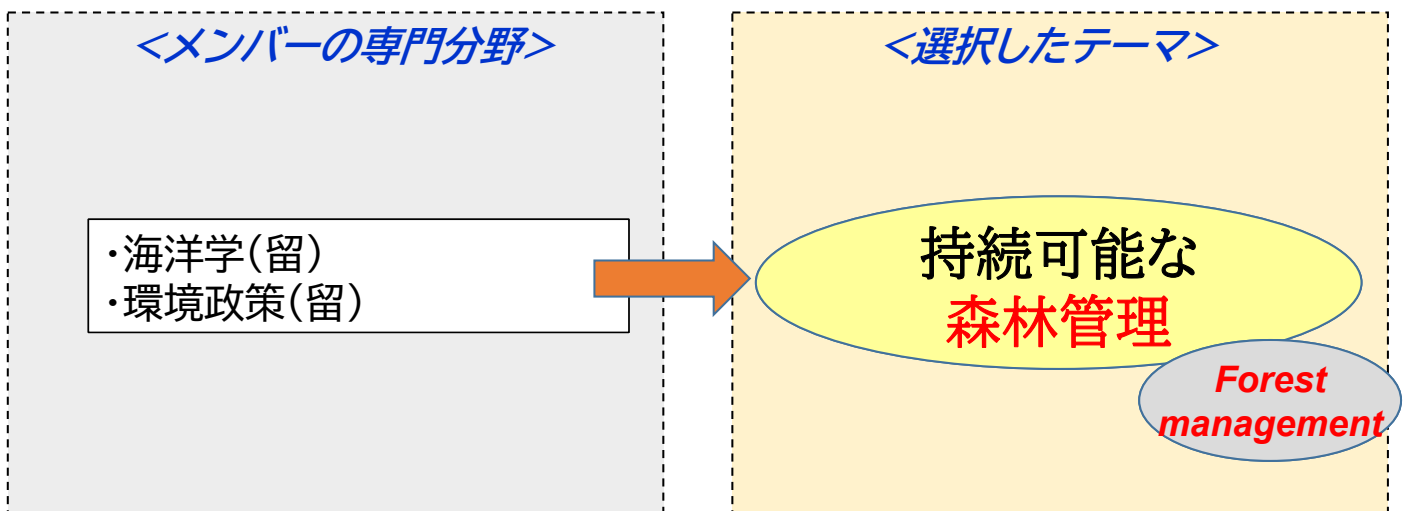 <メンバーの専門分野>
・海洋学(留)
・環境政策(留)
<選択したテーマ>
持続可能な
森林管理
Forest
management